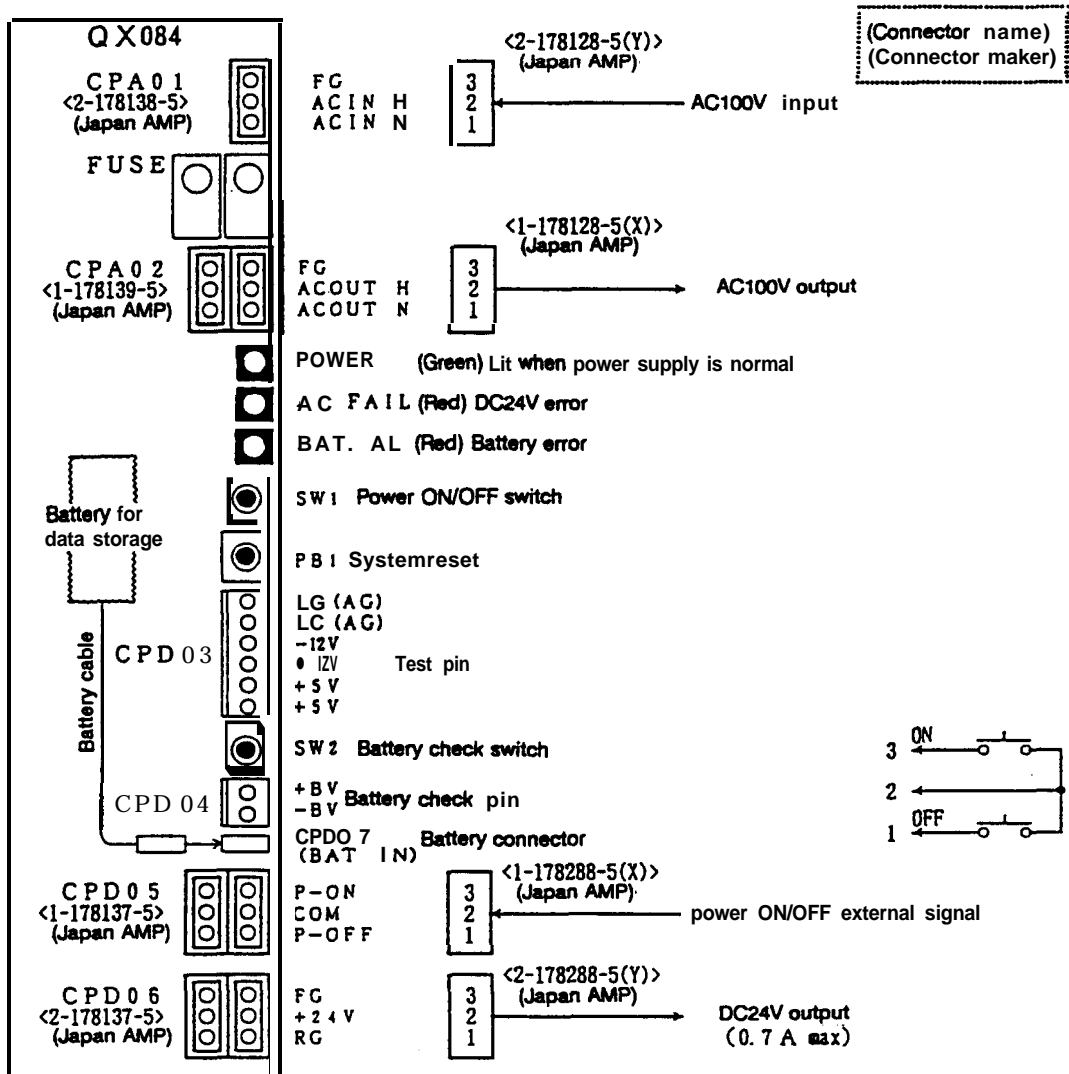 QX084
(Connector name)
(Connector maker)
CPA01
<2-178138-5>
(Japan AMP)
FG
ACIN H
ACIN N
<2-178128-5(Y)>
(Japan AMP)
3
2
1
AC100V input
FUSE
CPA02
<1-178139-5>
(Japan AMP)
FG
ACOUT H
ACOUT N
<1-178128-5(X)>
(Japan AMP)
3
2
1
AC100V output
POWER (Green) Lit when power supply is normal
AC FAIL (Red) DC24V error
BAT. AL (Red) Battery error
SW1 Power ON/OFF switch
Battery for
data storage
PB1 Systemreset
Battery cable
CPD03
LG (AG)
LC (AG)
-12V
• IZV Test pin
+5V
+5V
SW2 Battery check switch
CPD04
+BV
-BV
Battery check pin
CPDO 7 Battery connector
(BAT IN)
3 ON
2
1 OFF
CPD05
<1-178137-5>
(Japan AMP)
P-ON
COM
P-OFF
<1-178288-5(X)>
(Japan AMP)
3
2
1
power ON/OFF external signal
CPD06
<2-178137-5>
(Japan AMP)
FG
+24V
RG
<2-178288-5(Y)>
(Japan AMP)
3
2
1
DC24V output
(0.7A max)